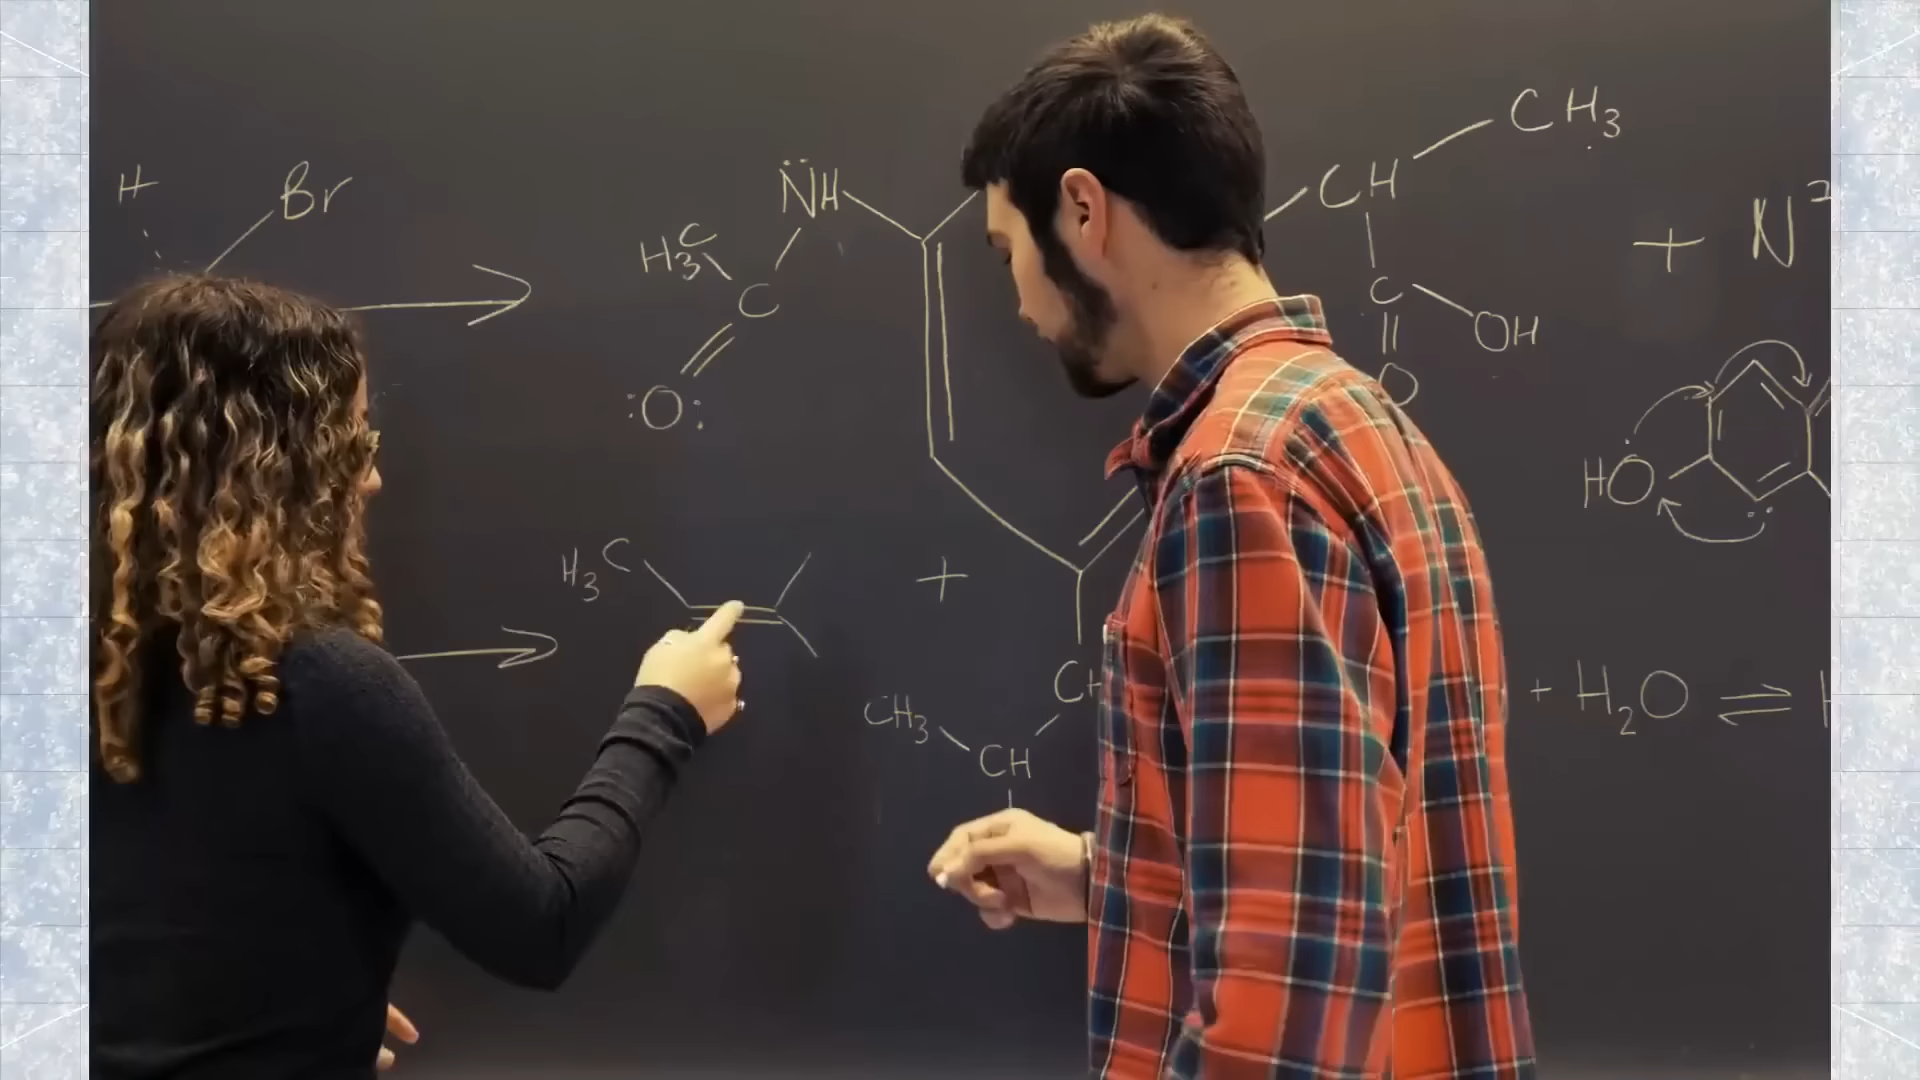 H
Br
N̈H
H3C
C
:O:
CH
CH3
C
OH
O
+ N
HO
H3C
+
CH
CH3
CH
+ H2O ⇌